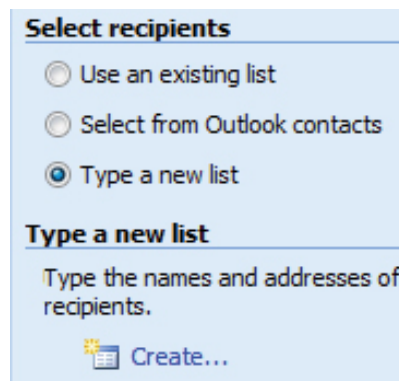 Select recipients
Use an existing list
Select from Outlook contacts
Type a new list
Type a new list
Type the names and addresses of
recipients.
Create...